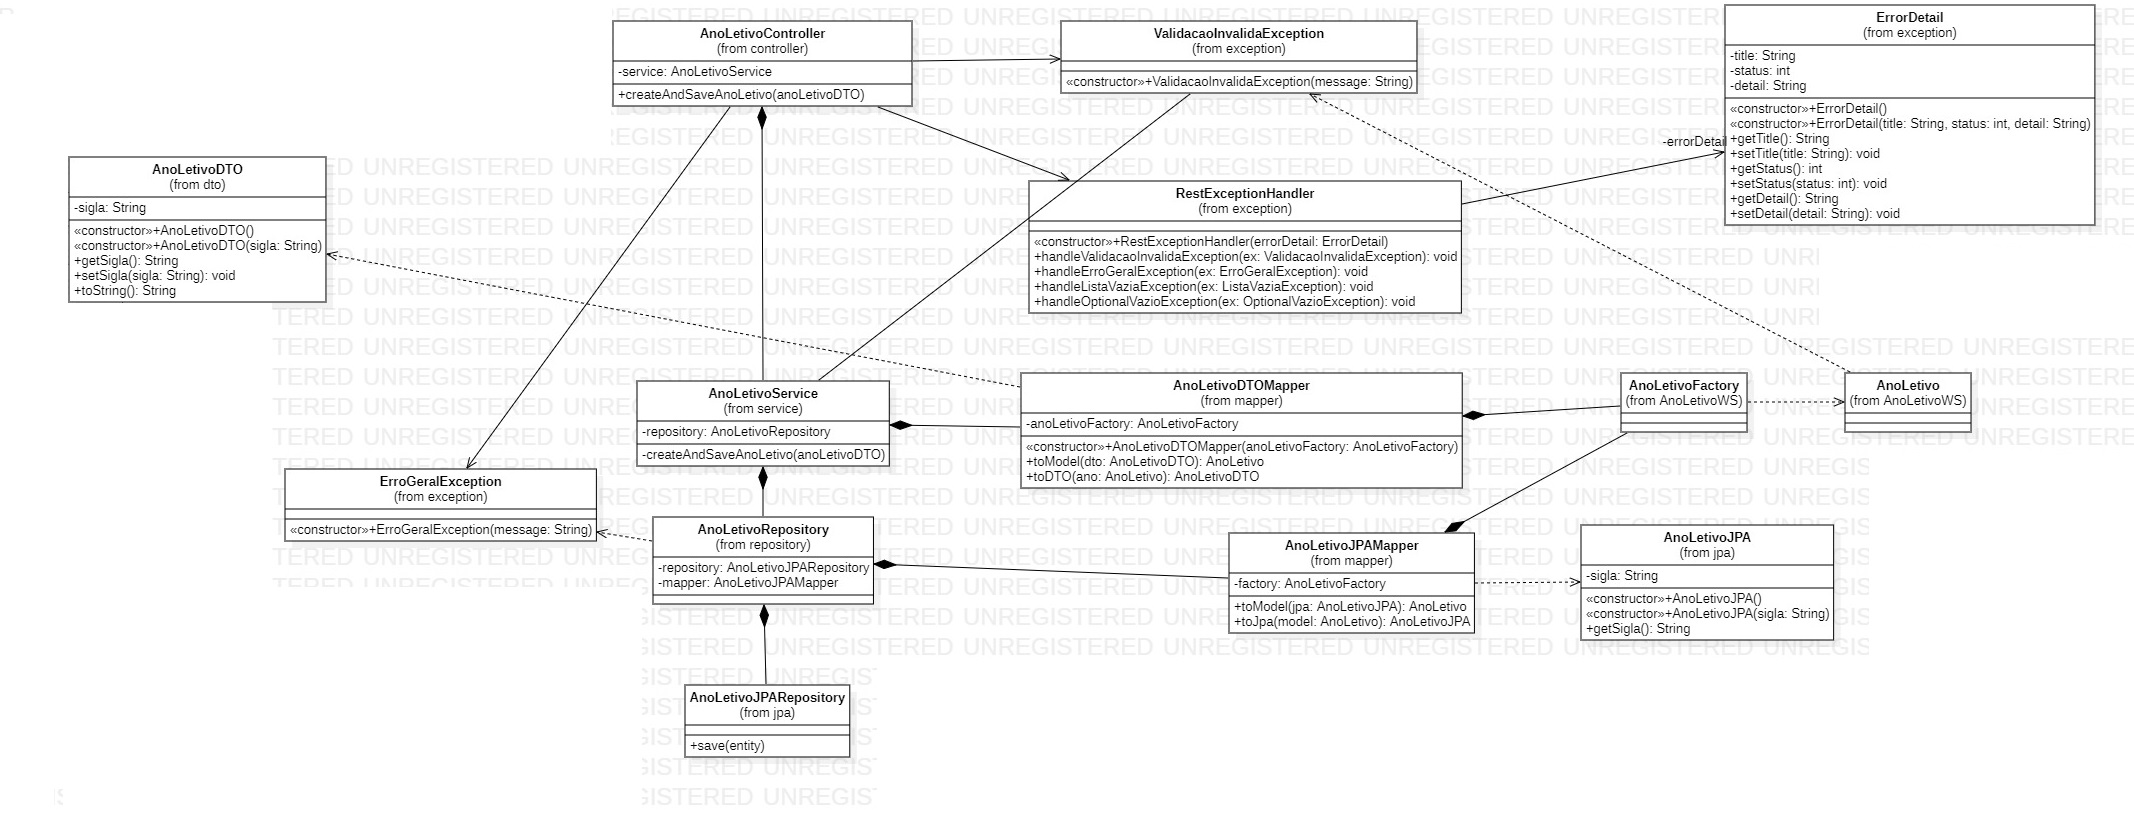 AnoLetivoController
(from controller)
-service: AnoLetivoService
+createAndSaveAnoLetivo(anoLetivoDTO)
ValidacaoInvalidaException
(from exception)
«constructor»+ValidacaoInvalidaException(message: String)
ErrorDetail
(from exception)
-title: String
-status: int
-detail: String
«constructor»+ErrorDetail()
«constructor»+ErrorDetail(title: String, status: int, detail: String)
+getTitle(): String
+setTitle(title: String): void
+getStatus(): int
+setStatus(status: int): void
+getDetail(): String
+setDetail(detail: String): void
-errorDetail
AnoLetivoDTO
(from dto)
-sigla: String
«constructor»+AnoLetivoDTO()
«constructor»+AnoLetivoDTO(sigla: String)
+getSigla(): String
+setSigla(sigla: String): void
+toString(): String
RestExceptionHandler
(from exception)
«constructor»+RestExceptionHandler(errorDetail: ErrorDetail)
+handleValidacaoInvalidaException(ex: ValidacaoInvalidaException): void
+handleErroGeralException(ex: ErroGeralException): void
+handleListaVaziaException(ex: ListaVaziaException): void
+handleOptionalVazioException(ex: OptionalVazioException): void
AnoLetivoService
(from service)
-repository: AnoLetivoRepository
-createAndSaveAnoLetivo(anoLetivoDTO)
AnoLetivoDTOMapper
(from mapper)
-anoLetivoFactory: AnoLetivoFactory
«constructor»+AnoLetivoDTOMapper(anoLetivoFactory: AnoLetivoFactory)
+toModel(dto: AnoLetivoDTO): AnoLetivo
+toDTO(ano: AnoLetivo): AnoLetivoDTO
AnoLetivoFactory
(from AnoLetivoWS)
AnoLetivo
(from AnoLetivoWS)
ErroGeralException
(from exception)
«constructor»+ErroGeralException(message: String)
AnoLetivoRepository
(from repository)
-repository: AnoLetivoJPARepository
-mapper: AnoLetivoJPAMapper
AnoLetivoJPAMapper
(from mapper)
-factory: AnoLetivoFactory
+toModel(jpa: AnoLetivoJPA): AnoLetivo
+toJpa(model: AnoLetivo): AnoLetivoJPA
AnoLetivoJPA
(from jpa)
-sigla: String
«constructor»+AnoLetivoJPA()
«constructor»+AnoLetivoJPA(sigla: String)
+getSigla(): String
AnoLetivoJPARepository
(from jpa)
+save(entity)